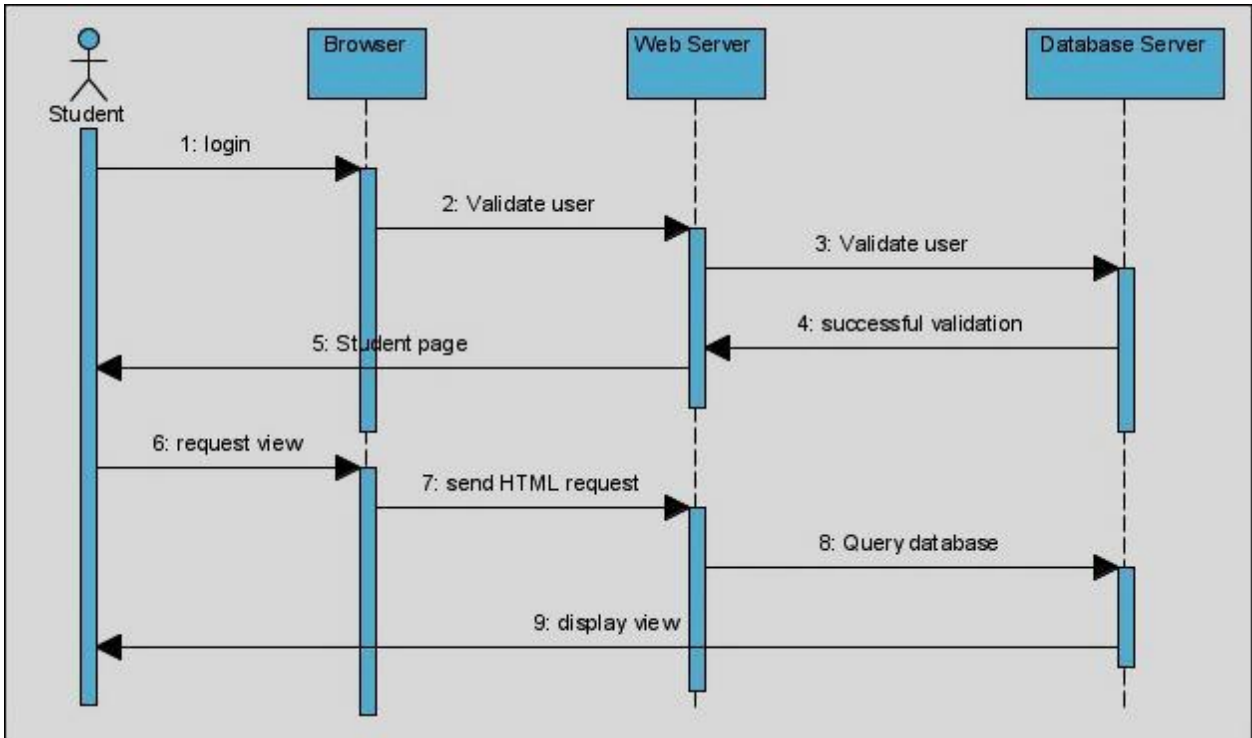 Browser
Web Server
Database Server
Student
1: login
2: Validate user
3: Validate user
4: successful validation
5: Student page
6: request view
7: send HTML request
8: Query database
9: display view